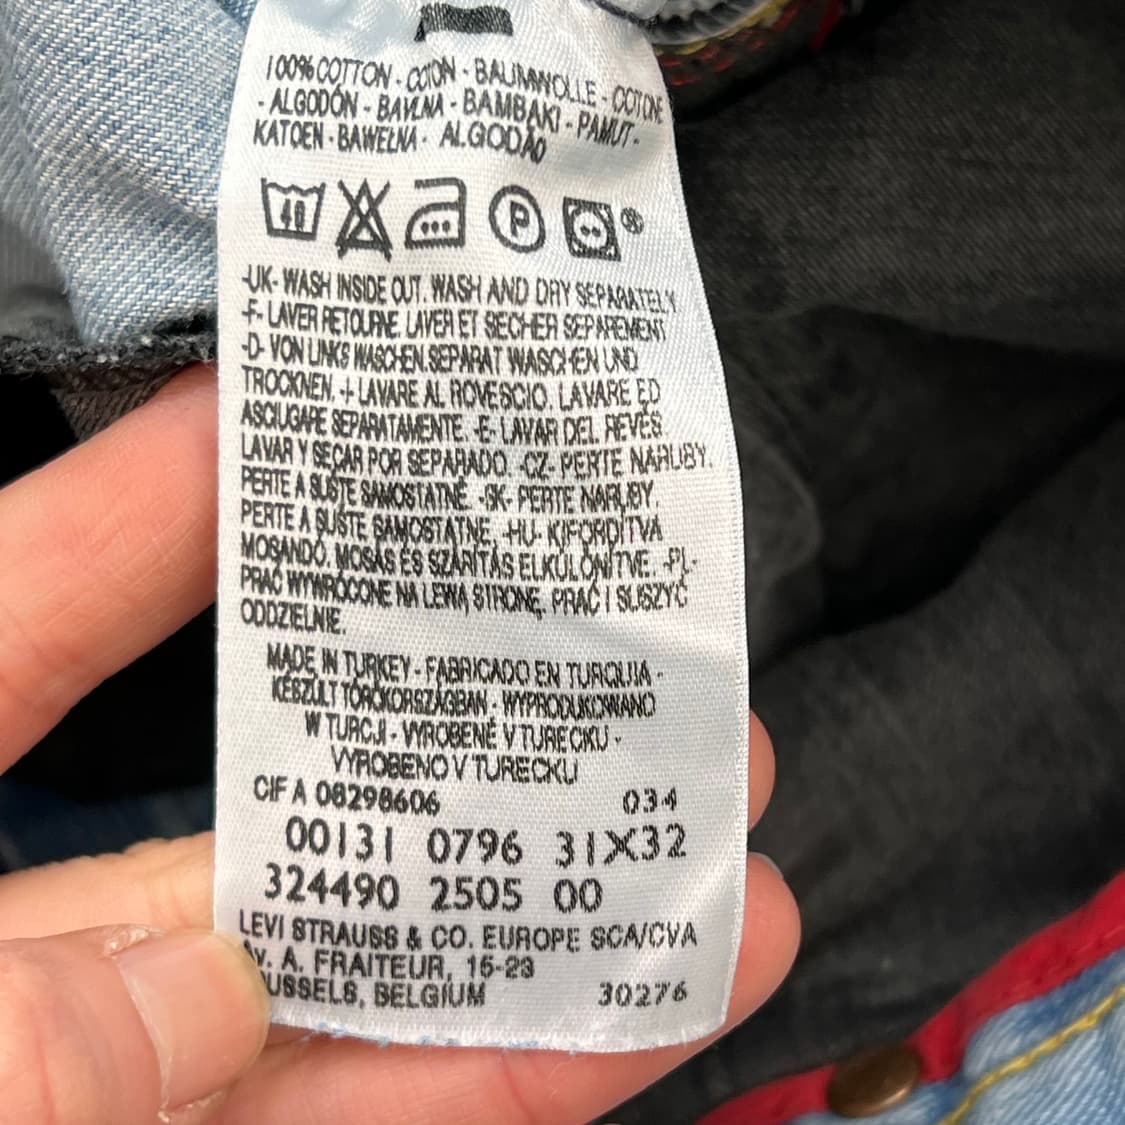 100% COTTON - COTON - BAUMWOLLE - COTONE
- ALGODÓN - BAVLNA - BAMBAKI - PAMUT -
KATOEN - BAWEŁNA - ALGODÃO
40
P
®
-UK- WASH INSIDE OUT. WASH AND DRY SEPARATELY
-F- LAVER RETOURNE. LAVER ET SECHER SEPAREMENT
-D- VON LINKS WASCHEN. SEPARAT WASCHEN UND
TROCKNEN. -I- LAVARE AL ROVESCIO. LAVARE ED
ASCIUGARE SEPARATAMENTE. -E- LAVAR DEL REVÉS.
LAVAR Y SECAR POR SEPARADO. -CZ- PERTE NARUBY.
PERTE A SUŠTE SAMOSTATNĚ. -SK- PERTE NARUBY.
PERTE A SUŠTE SAMOSTATNE. -HU- KIFORDÍTVA
MOSANDÓ. MOSÁS ÉS SZÁRÍTÁS ELKÜLÖNÍTVE. -PL-
PRAĆ WYWRÓCONE NA LEWĄ STRONĘ. PRAĆ I SUSZYĆ
ODDZIELNIE.
MADE IN TURKEY - FABRICADO EN TURQUIA -
KÉSZÜLT TÖRÖKORSZÁGBAN - WYPRODUKOWANO
W TURCJI - VYROBENÉ V TURECKU -
VYROBENO V TURECKU
CIF A 08298606 034
00131 0796 31X32
324490 2505 00
LEVI STRAUSS & CO. EUROPE SCA/CVA
A. FRAITEUR, 15-23
BELGIUM 30276